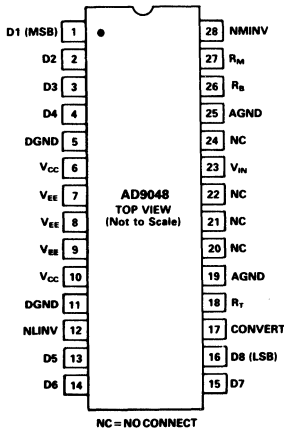 D1 (MSB) 1 28 NMINV
D2 2 27 RM
D3 3 26 RB
D4 4 25 AGND
DGND 5 24 NC
VCC 6 23 VIN
VEE 7 22 NC
VEE 8 21 NC
VEE 9 20 NC
VCC 10 19 AGND
DGND 11 18 RT
NLINV 12 17 CONVERT
D5 13 16 D8 (LSB)
D6 14 15 D7
AD9048
TOP VIEW
(Not to Scale)
NC = NO CONNECT